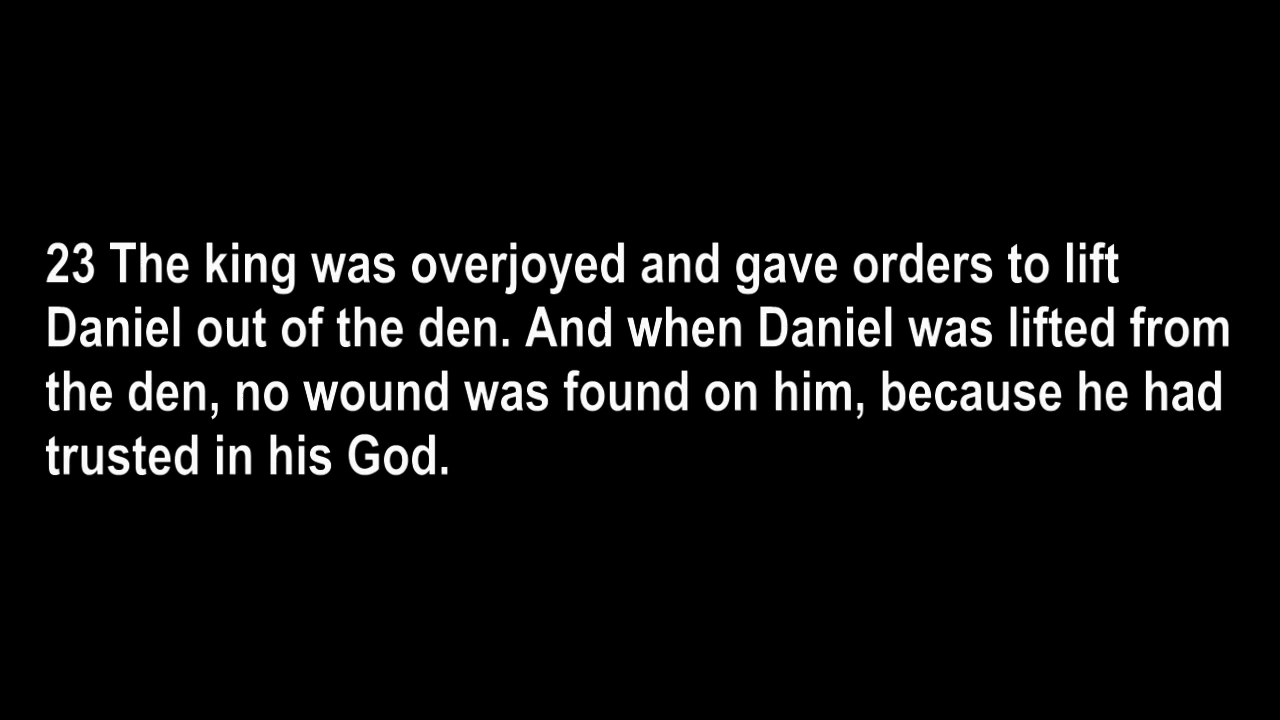 23 The king was overjoyed and gave orders to lift
Daniel out of the den. And when Daniel was lifted from
the den, no wound was found on him, because he had
trusted in his God.